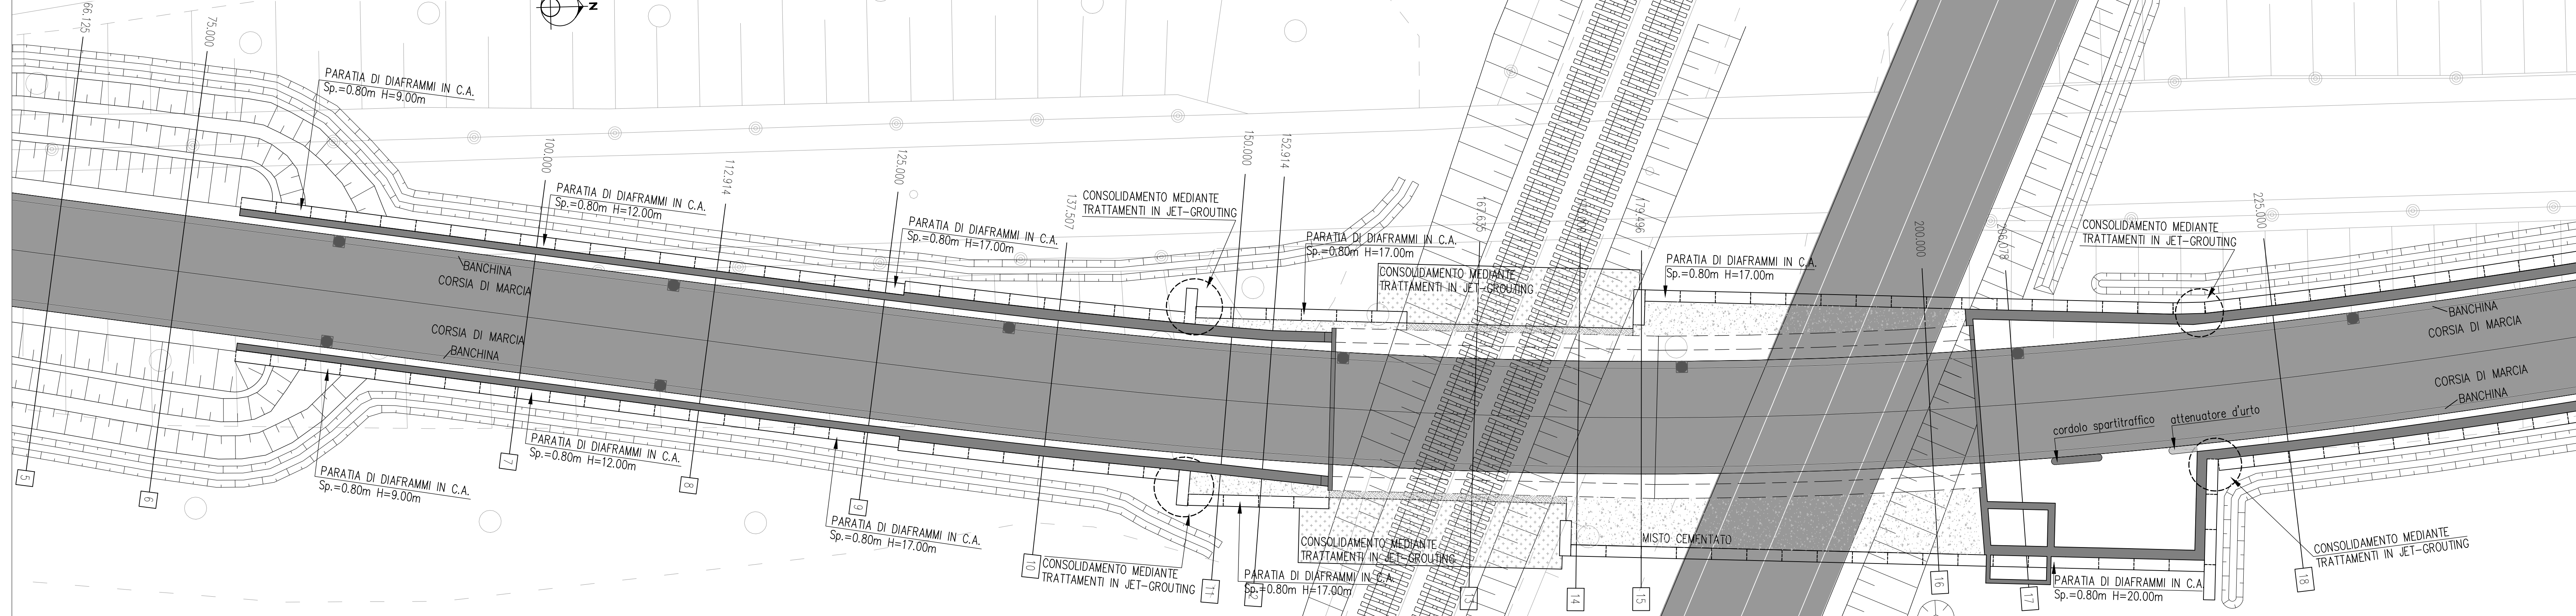 66.125
75.000
N
PARATIA DI DIAFRAMMI IN C.A.
Sp.=0.80m H=9.00m
100.000
PARATIA DI DIAFRAMMI IN C.A.
Sp.=0.80m H=12.00m
112.914
125.000
PARATIA DI DIAFRAMMI IN C.A.
Sp.=0.80m H=17.00m
137.507
CONSOLIDAMENTO MEDIANTE
TRATTAMENTI IN JET-GROUTING
150.000
152.914
PARATIA DI DIAFRAMMI IN C.A.
Sp.=0.80m H=17.00m
CONSOLIDAMENTO MEDIANTE
TRATTAMENTI IN JET-GROUTING
167.635
179.496
PARATIA DI DIAFRAMMI IN C.A.
Sp.=0.80m H=17.00m
200.000
CONSOLIDAMENTO MEDIANTE
TRATTAMENTI IN JET-GROUTING
225.000
BANCHINA
CORSIA DI MARCIA
CORSIA DI MARCIA
BANCHINA
BANCHINA
CORSIA DI MARCIA
CORSIA DI MARCIA
BANCHINA
cordolo spartitraffico
attenuatore d'urto
PARATIA DI DIAFRAMMI IN C.A.
Sp.=0.80m H=9.00m
PARATIA DI DIAFRAMMI IN C.A.
Sp.=0.80m H=12.00m
PARATIA DI DIAFRAMMI IN C.A.
Sp.=0.80m H=17.00m
CONSOLIDAMENTO MEDIANTE
TRATTAMENTI IN JET-GROUTING
CONSOLIDAMENTO MEDIANTE
TRATTAMENTI IN JET-GROUTING
PARATIA DI DIAFRAMMI IN C.A.
Sp.=0.80m H=17.00m
MISTO CEMENTATO
PARATIA DI DIAFRAMMI IN C.A.
Sp.=0.80m H=20.00m
CONSOLIDAMENTO MEDIANTE
TRATTAMENTI IN JET-GROUTING
5
6
7
8
9
10
11
12
13
14
15
16
17
18